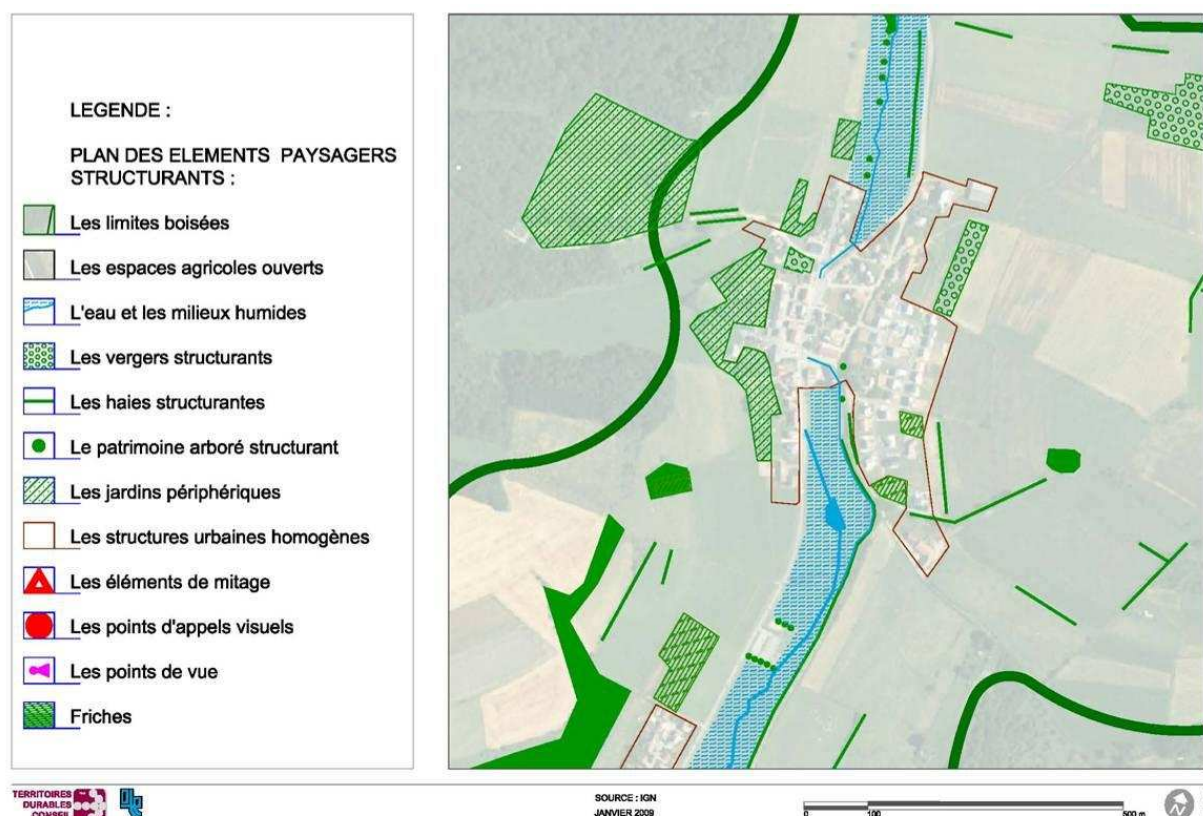 LEGENDE :
PLAN DES ELEMENTS PAYSAGERS
STRUCTURANTS :
Les limites boisées
Les espaces agricoles ouverts
L'eau et les milieux humides
Les vergers structurants
Les haies structurantes
Le patrimoine arboré structurant
Les jardins périphériques
Les structures urbaines homogènes
Les éléments de mitage
Les points d'appels visuels
Les points de vue
Friches
TERRITOIRES
DURABLES
CONSEIL
SOURCE : IGN
JANVIER 2009
0 100 500 m